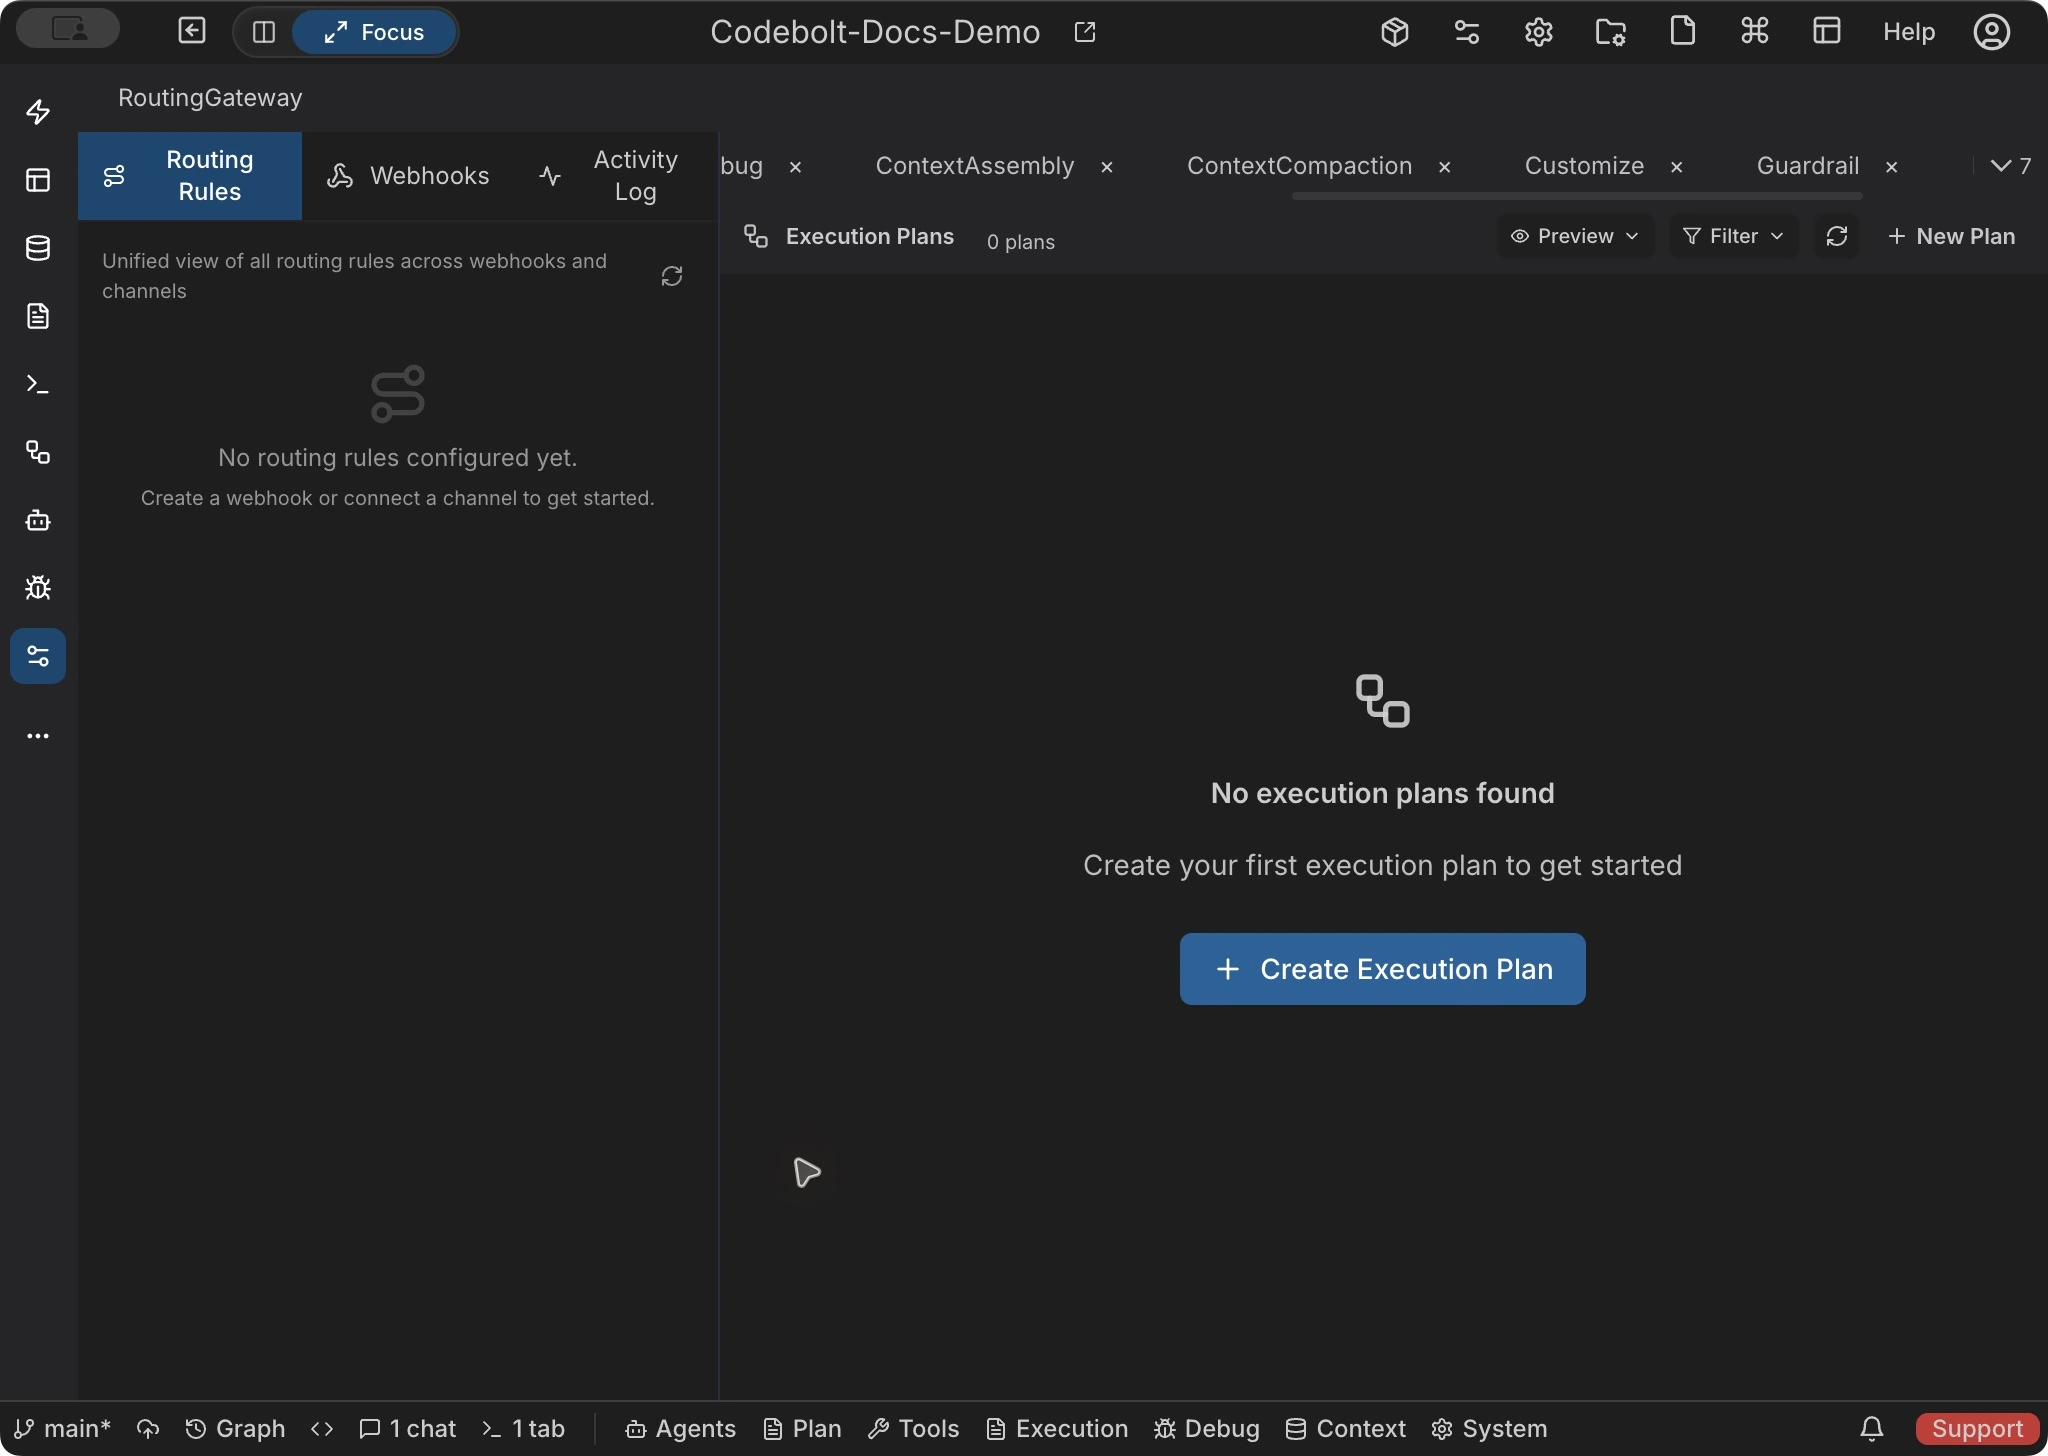 Focus
Codebolt-Docs-Demo
Help
RoutingGateway
Routing
Rules
Webhooks
Activity
Log
bug
ContextAssembly
ContextCompaction
Customize
Guardrail
7
Unified view of all routing rules across webhooks and
channels
No routing rules configured yet.
Create a webhook or connect a channel to get started.
Execution Plans
0 plans
Preview
Filter
New Plan
No execution plans found
Create your first execution plan to get started
Create Execution Plan
main*
Graph
1 chat
1 tab
Agents
Plan
Tools
Execution
Debug
Context
System
Support